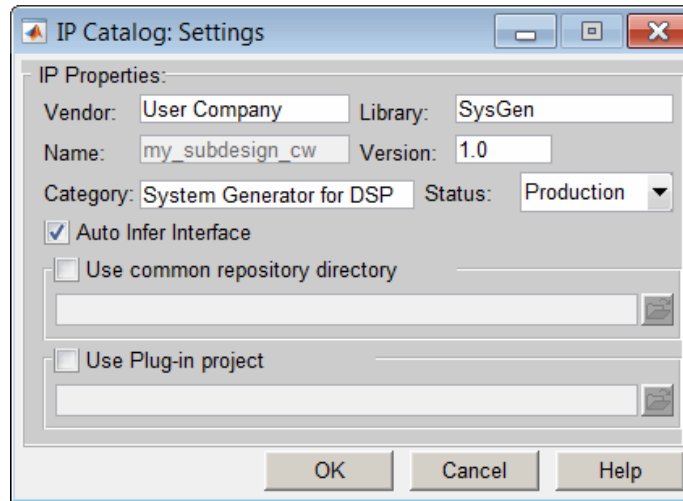 IP Catalog: Settings
IP Properties:
Vendor: User Company Library: SysGen
Name: my_subdesign_cw Version: 1.0
Category: System Generator for DSP Status: Production
Auto Infer Interface
Use common repository directory
Use Plug-in project
OK Cancel Help